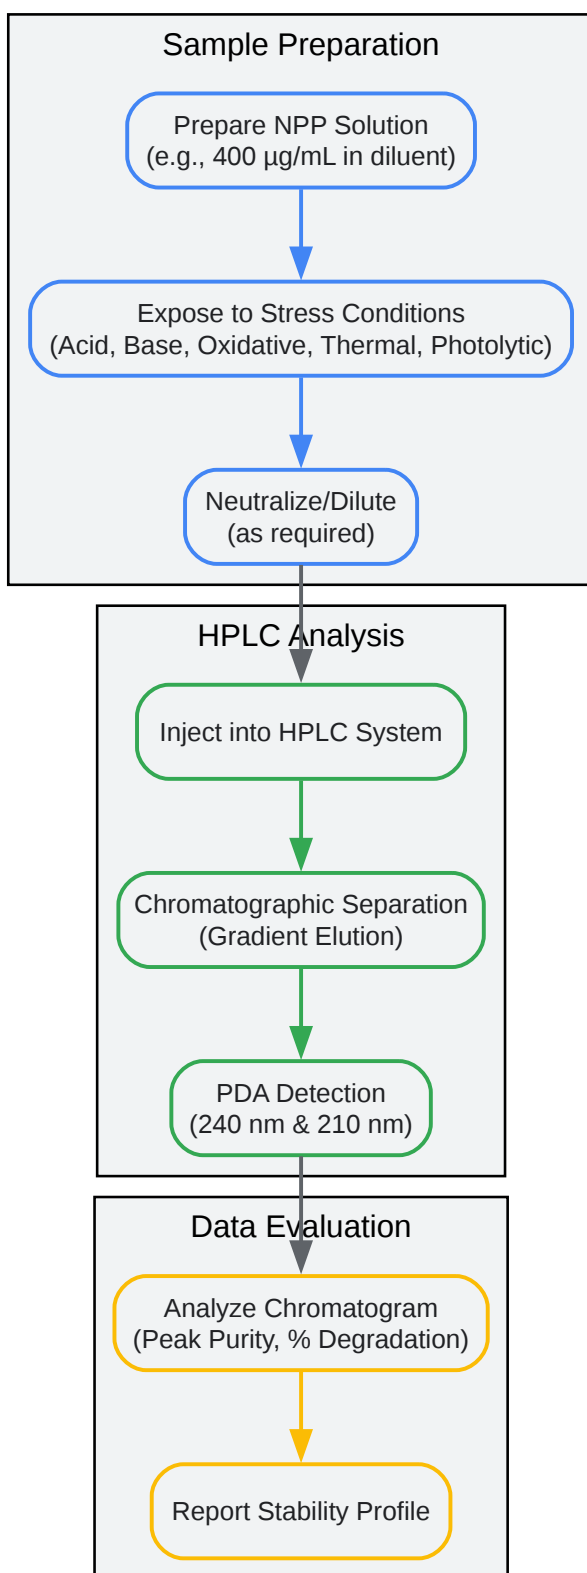 Sample Preparation
Prepare NPP Solution
(e.g., 400 µg/mL in diluent)
Expose to Stress Conditions
(Acid, Base, Oxidative, Thermal, Photolytic)
Neutralize/Dilute
(as required)
HPLC Analysis
Inject into HPLC System
Chromatographic Separation
(Gradient Elution)
PDA Detection
(240 nm & 210 nm)
Data Evaluation
Analyze Chromatogram
(Peak Purity, % Degradation)
Report Stability Profile